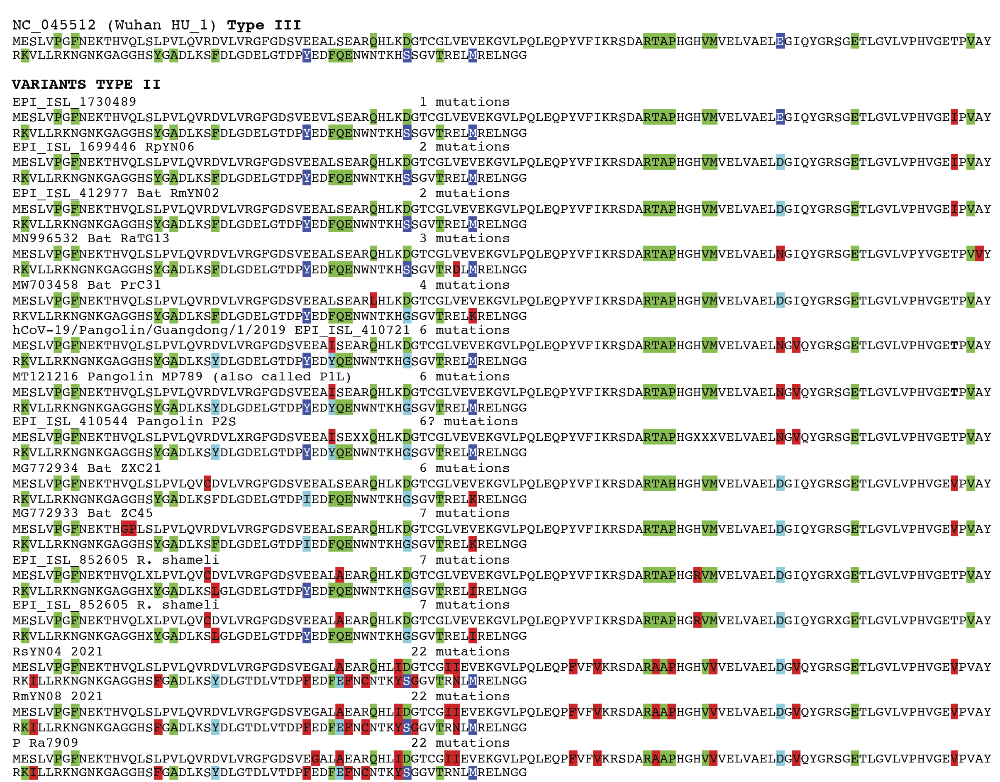 NC_045512 (Wuhan HU_1) Type III
MESLVPGFNEKTHVQLSLPVLQVRDVLVRGFGDSVEEALSEARQHLKDGTCGLVEVEKGVLPQLEQPYVFIKRSDARTAPHGHVMVELVAELEGIQYGRSGETLGVLVPHVGETPVAY
RKVLLRKNGNKGAGGHSYGADLKSFDLGDELGTDPYEDFQENWNTKHSSGVTRELMRELNGG
VARIANTS TYPE II
EPI_ISL_1730489 1 mutations
MESLVPGFNEKTHVQLSLPVLQVRDVLVRGFGDSVEEVLSEARQHLKDGTCGLVEVEKGVLPQLEQPYVFIKRSDARTAPHGHVMVELVAELEGIQYGRSGETLGVLVPHVGEIPVAY
RKVLLRKNGNKGAGGHSYGADLKSFDLGDELGTDPYEDFQENWNTKHSSGVTRELMRELNGG
EPI_ISL_1699446 RpYN06 2 mutations
MESLVPGFNEKTHVQLSLPVLQVRDVLVRGFGDSVEEALSEARQHLKDGTCGLVEVEKGVLPQLEQPYVFIKRSDARTAPHGHVMVELVAELDGIQYGRSGETLGVLVPHVGEIPVAY
RKVLLRKNGNKGAGGHSYGADLKSFDLGDELGTDPYEDFQENWNTKHSSGVTRELMRELNGG
EPI_ISL_412977 Bat RmYN02 2 mutations
MESLVPGFNEKTHVQLSLPVLQVRDVLVRGFGDSVEEALSEARQHLKDGTCGLVEVEKGVLPQLEQPYVFIKRSDARTAPHGHVMVELVAELDGIQYGRSGETLGVLVPHVGEIPVAY
RKVLLRKNGNKGAGGHSYGADLKSFDLGDELGTDPYEDFQENWNTKHSSGVTRELMRELNGG
MN996532 Bat RaTG13 3 mutations
MESLVPGFNEKTHVQLSLPVLQVRDVLVRGFGDSVEEALSEARQHLKDGTCGLVEVEKGVLPQLEQPYVFIKRSDARTAPHGHVMVELVAELNGIQYGRSGETLGVLVPYVGETPVVY
RKVLLRKNGNKGAGGHSYGADLKSFDLGDELGTDPYEDFQENWNTKHSSGVTRDLMRELNGG
MW703458 Bat PrC31 4 mutations
MESLVPGFNEKTHVQLSLPVLQVRDVLVRGFGDSVEEALSEARLHLKDGTCGLVEVEKGVLPQLEQPYVFIKRSDARTAPHGHVMVELVAELDGIQYGRSGETLGVLVPHVGETPVAY
RKVLLRKNGNKGAGGHSYGADLKSFDLGDELGTDPYEDFQENWNTKHGSGVTRELKRELNGG
hCoV-19/Pangolin/Guangdong/1/2019 EPI_ISL_410721 6 mutations
MESLVPGFNEKTHVQLSLPVLQVRDVLVRGFGDSVEEAISEARQHLKDGTCGLVEVEKGVLPQLEQPYVFIKRSDARTAPHGHVMVELVAELNGVQYGRSGETLGVLVPHVGETPVAY
RKVLLRKNGNKGAGGHSYGADLKSYDLGDELGTDPYEDYQENWNTKHGSGVTRELMRELNGG
MT121216 Pangolin MP789 (also called P1L) 6 mutations
MESLVPGFNEKTHVQLSLPVLQVRDVLVRGFGDSVEEAISEARQHLKDGTCGLVEVEKGVLPQLEQPYVFIKRSDARTAPHGHVMVELVAELNGVQYGRSGETLGVLVPHVGETPVAY
RKVLLRKNGNKGAGGHSYGADLKSYDLGDELGTDPYEDYQENWNTKHGSGVTRELMRELNGG
EPI_ISL_410544 Pangolin P2S 6? mutations
MESLVPGFNEKTHVQLSLPVLQVRDVLXRGFGDSVEEAISEXXQHLKDGTCGLVEVEKGVLPQLEQPYVFIKRSDARTAPHGXXXVELVAELNGVQYGRSGETLGVLVPHVGETPVAY
RKVLLRKNGNKGAGGHSYGADLKSYDLGDELGTDPYEDYQENWNTKHGSGVTRELMRELNGG
MG772934 Bat ZXC21 6 mutations
MESLVPGFNEKTHVQLSLPVLQVCDVLVRGFGDSVEEALSEARQHLKDGTCGLVEVEKGVLPQLEQPYVFIKRSDARTAHHGHVMVELVAELDGIQYGRSGETLGVLVPHVGEVPVAY
RKVLLRKNGNKGAGGHSYGADLKSFDLGDELGTDPIEDFQENWNTKHGSGVTRELKRELNGG
MG772933 Bat ZC45 7 mutations
MESLVPGFNEKTHGPLSLPVLQVRDVLVRGFGDSVEEALSEARQHLKDGTCGLVEVEKGVLPQLEQPYVFIKRSDARTAPHGHVMVELVAELDGIQYGRSGETLGVLVPHVGEVPVAY
RKVLLRKNGNKGAGGHSYGADLKSFDLGDELGTDPIEDFQENWNTKHGSGVTRELKRELNGG
EPI_ISL_852605 R. shameli 7 mutations
MESLVPGFNEKTHVQLXLPVLQVCDVLVRGFGDSVEEALAEARQHLKDGTCGLVEVEKGVLPQLEQPYVFIKRSDARTAPHGRVMVELVAELDGIQYGRXGETLGVLVPHVGETPVAY
RKVLLRKNGNKGAGGHXYGADLKSLGLGDELGTDPYEDFQENWNTKHGSGVTRELIRELNGG
EPI_ISL_852605 R. shameli 7 mutations
MESLVPGFNEKTHVQLXLPVLQVCDVLVRGFGDSVEEALAEARQHLKDGTCGLVEVEKGVLPQLEQPYVFIKRSDARTAPHGRVMVELVAELDGIQYGRXGETLGVLVPHVGETPVAY
RKVLLRKNGNKGAGGHXYGADLKSLGLGDELGTDPYEDFQENWNTKHGSGVTRELIRELNGG
RsYN04 2021 22 mutations
MESLVPGFNEKTHVQLSLPVLQVRDVLVRGFGDSVEGALAEARQHLIDGTCGIIEVEKGVLPQLEQPFVFVKRSDARAAPHGHVVVELVAELDGVQYGRSGETLGVLVPHVGEVPVAY
RKILLRKNGNKGAGGHSFGADLKSYDLGTDLVTDPFEDFEFNCNTKYSGGVTRNLMRELNGG
RmYN08 2021 22 mutations
MESLVPGFNEKTHVQLSLPVLQVRDVLVRGFGDSVEGALAEARQHLIDGTCGIIEVEKGVLPQLEQPFVFVKRSDARAAPHGHVVVELVAELDGVQYGRSGETLGVLVPHVGEVPVAY
RKILLRKNGNKGAGGHSFGADLKSYDLGTDLVTDPFEDFEFNCNTKYSGGVTRNLMRELNGG
P Ra7909 22 mutations
MESLVPGFNEKTHVQLSLPVLQVRDVLVRGFGDSVEGALAEARQHLIDGTCGIIEVEKGVLPQLEQPFVFVKRSDARAAPHGHVVVELVAELDGVQYGRSGETLGVLVPHVGEVPVAY
RKILLRKNGNKGAGGHSFGADLKSYDLGTDLVTDPFEDFEFNCNTKYSGGVTRNLMRELNGG